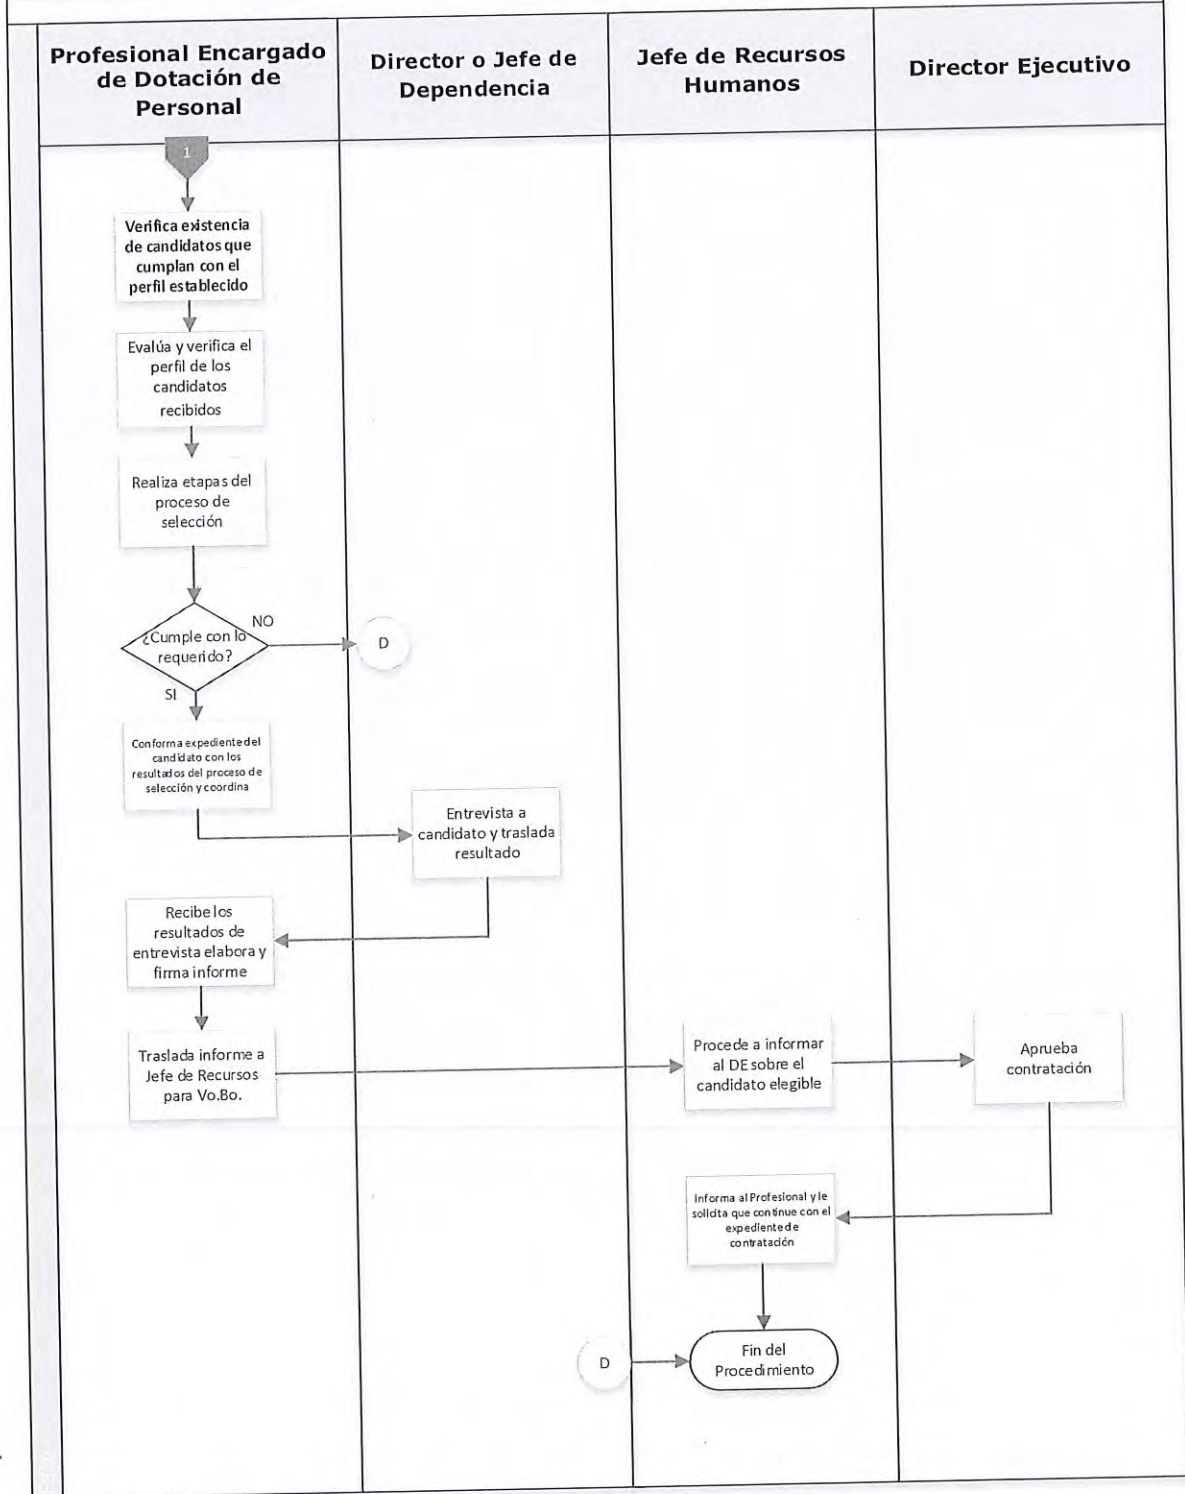 Profesional Encargado
de Dotación de
Personal
Director o Jefe de
Dependencia
Jefe de Recursos
Humanos
Director Ejecutivo
1
Verifica existencia
de candidatos que
cumplan con el
perfil establecido
Evalúa y verifica el
perfil de los
candidatos
recibidos
Realiza etapas del
proceso de
selección
¿Cumple con lo
requerido?
NO
D
SI
Conforma expediente del
candidato con los
resultados del proceso de
selección y coordina
Entrevista a
candidato y traslada
resultado
Recibe los
resultados de
entrevista elabora y
firma informe
Traslada informe a
Jefe de Recursos
para Vo.Bo.
Procede a informar
al DE sobre el
candidato elegible
Aprueba
contratación
Informa al Profesional y le
solicita que continue con el
expediente de
contratación
D
Fin del
Procedimiento